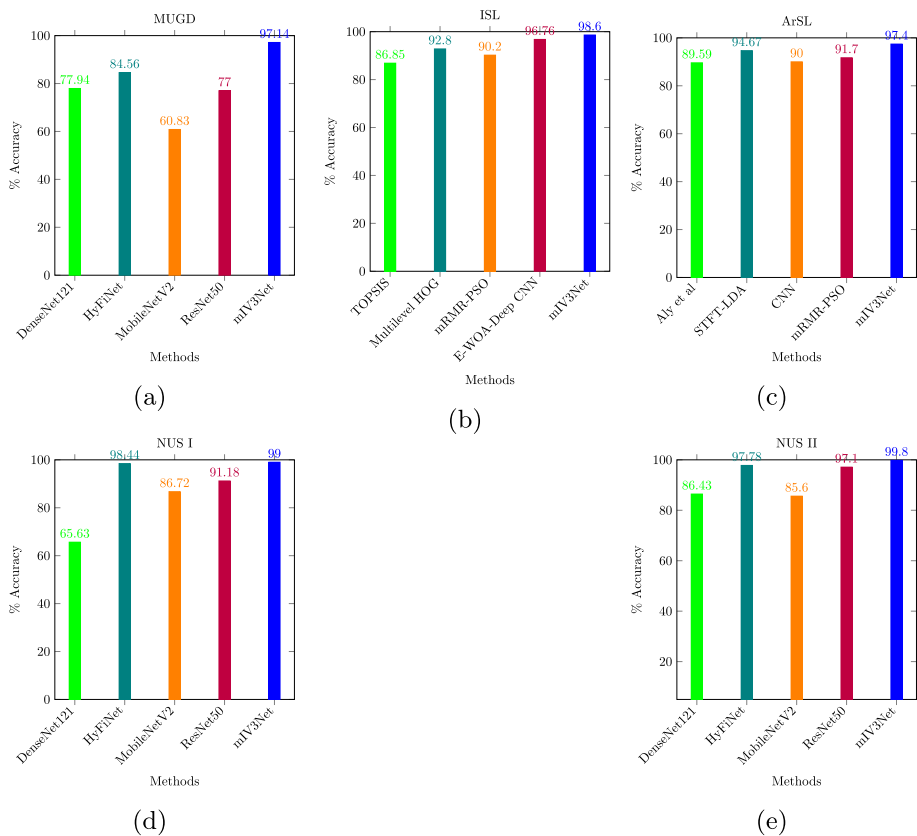 MUGD
% Accuracy
100
80
60
40
20
0
77.94
84.56
60.83
77
97.14
DenseNet121
HyFiNet
MobileNetV2
ResNet50
mIV3Net
Methods
(a)
ISL
% Accuracy
100
80
60
40
20
0
86.85
92.8
90.2
96.76
98.6
TOPSIS
Multilevel HOG
mRMR-PSO
E-WOA-Deep CNN
mIV3Net
Methods
(b)
ArSL
% Accuracy
100
80
60
40
20
0
89.59
94.67
90
91.7
97.4
Aly et al
STFT-LDA
CNN
mRMR-PSO
mIV3Net
Methods
(c)
NUS I
% Accuracy
100
80
60
40
20
0
65.63
98.44
86.72
91.18
99
DenseNet121
HyFiNet
MobileNetV2
ResNet50
mIV3Net
Methods
(d)
NUS II
% Accuracy
100
80
60
40
20
86.43
97.78
85.6
97.1
99.8
DenseNet121
HyFiNet
MobileNetV2
ResNet50
mIV3Net
Methods
(e)